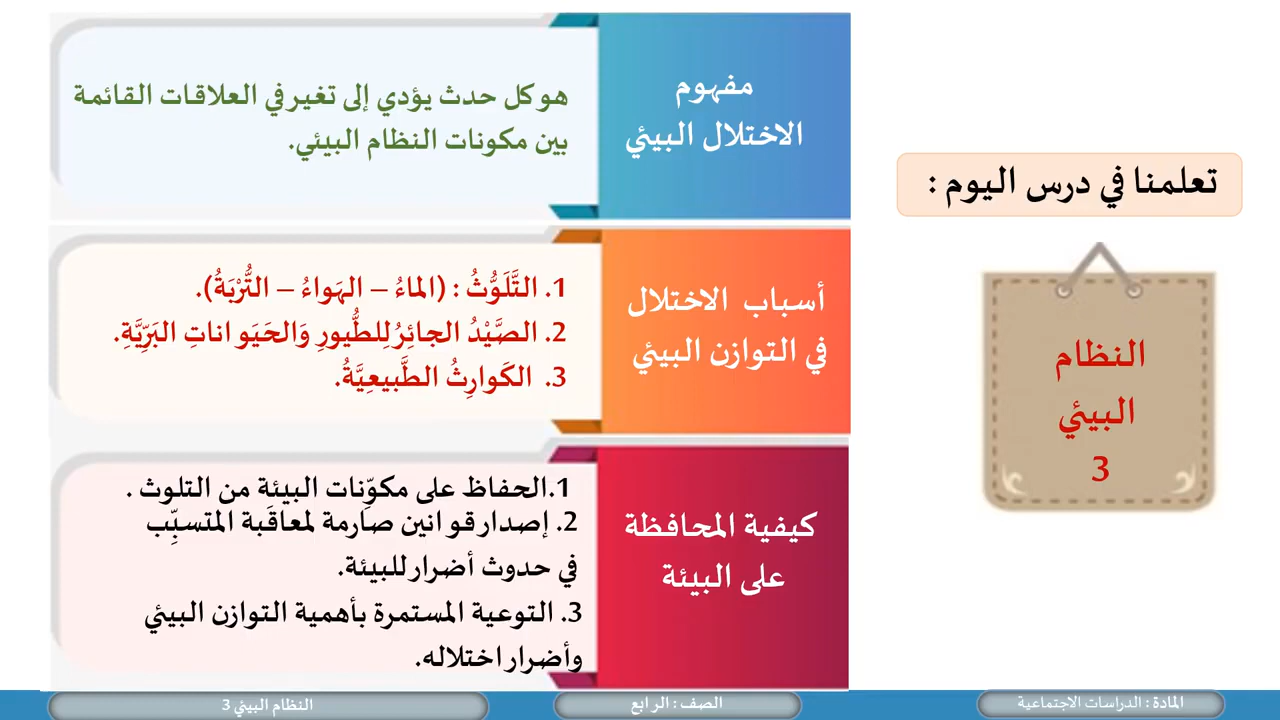 تعلمنا في درس اليوم :
النظام
البيئي
3
مفهوم
الاختلال البيئي
هو كل حدث يؤدي إلى تغير في العلاقات القائمة
بين مكونات النظام البيئي.
أسباب الاختلال
في التوازن البيئي
1. التَّلَوُّثُ : (الماءُ – الهَواءُ – التُّرْبَةُ).
2. الصَّيْدُ الجائِرُ لِلطُّيورِ وَالحَيَواناتِ البَرِّيَّةِ.
3. الكَوارِثُ الطَّبيعِيَّةُ.
كيفية المحافظة
على البيئة
1.الحفاظ على مكوّنات البيئة من التلوث .
2. إصدار قوانين صارمة لمعاقَبة المتسبِّب
في حدوث أضرار للبيئة.
3. التوعية المستمرة بأهمية التوازن البيئي
وأضرار اختلاله.
المادة : الدراسات الاجتماعية
الصف : الرابع
النظام البيئي 3